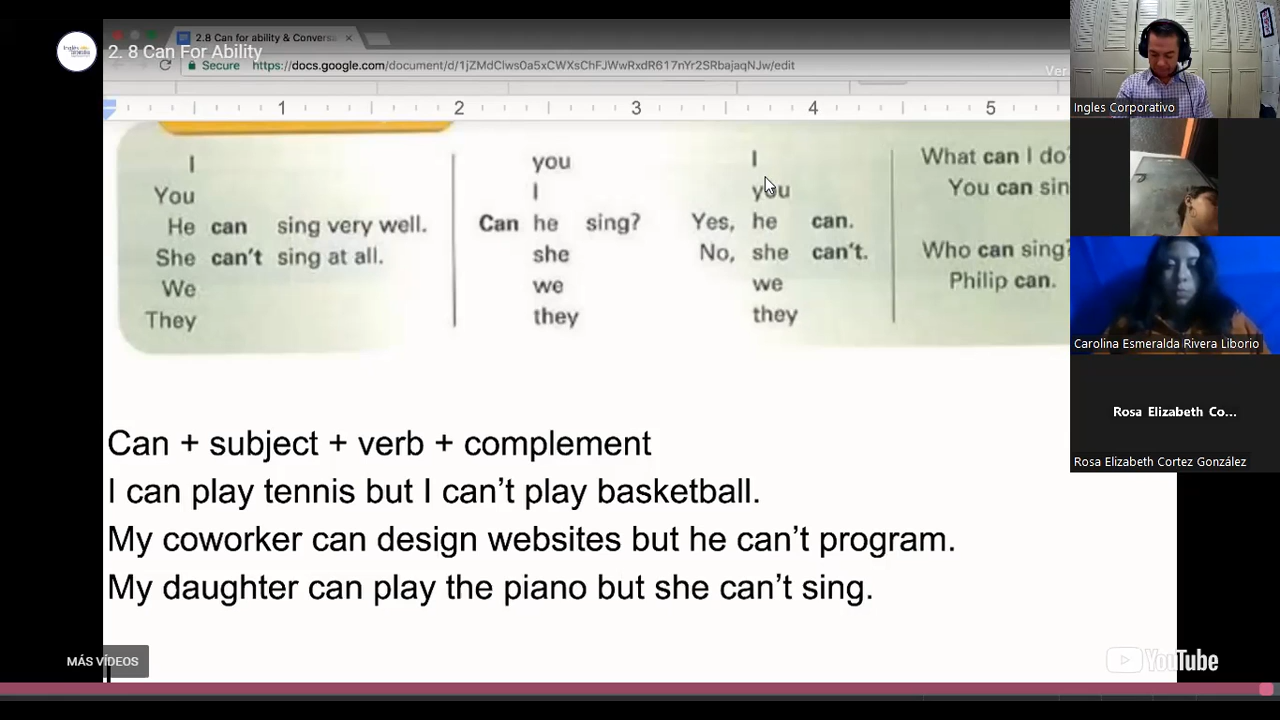 2.8 Can for ability & Conversa
2. 8 Can For Ability
Secure
https://docs.google.com/document/d/1rZMdClws0a5xCWXsChFJWwRxdR617nYr2SRbajaqNJw/edit
Ver
1 2 3 4 5
I
You
He can sing very well.
She can't sing at all.
We
They
you
I
Can he sing?
she
we
they
I
you
Yes, he can.
No, she can't.
we
they
What can I do?
You can sin
Who can sing?
Philip can.
Can + subject + verb + complement
I can play tennis but I can't play basketball.
My coworker can design websites but he can't program.
My daughter can play the piano but she can't sing.
MÁS VÍDEOS
YouTube
Ingles Corporativo
Carolina Esmeralda Rivera Liborio
Rosa Elizabeth Co...
Rosa Elizabeth Cortez González